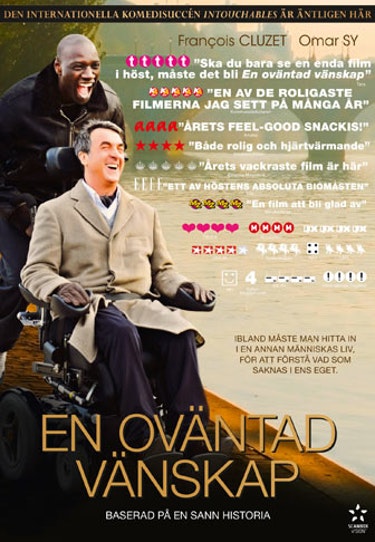 DEN INTERNATIONELLA KOMEDISUCCÉN INTOUCHABLES ÄR ÄNTLIGEN HÄR
François CLUZET Omar SY
"Ska du bara se en enda film
i höst, måste det bli En oväntad vänskap"
"EN AV DE ROLIGASTE
FILMERNA JAG SETT PÅ MÅNGA ÅR"
"ÅRETS FEEL-GOOD SNACKIS!"
"Både rolig och hjärtvärmande"
"Årets vackraste film är här"
FFFF "ETT AV HÖSTENS ABSOLUTA BIOMÅSTEN"
"En film att bli glad av"
4
IBLAND MÅSTE MAN HITTA IN
I EN ANNAN MÄNNISKAS LIV,
FÖR ATT FÖRSTÅ VAD SOM
SAKNAS I ENS EGET.
EN OVÄNTAD
VÄNSKAP
BASERAD PÅ EN SANN HISTORIA
SCANBOX
VISION